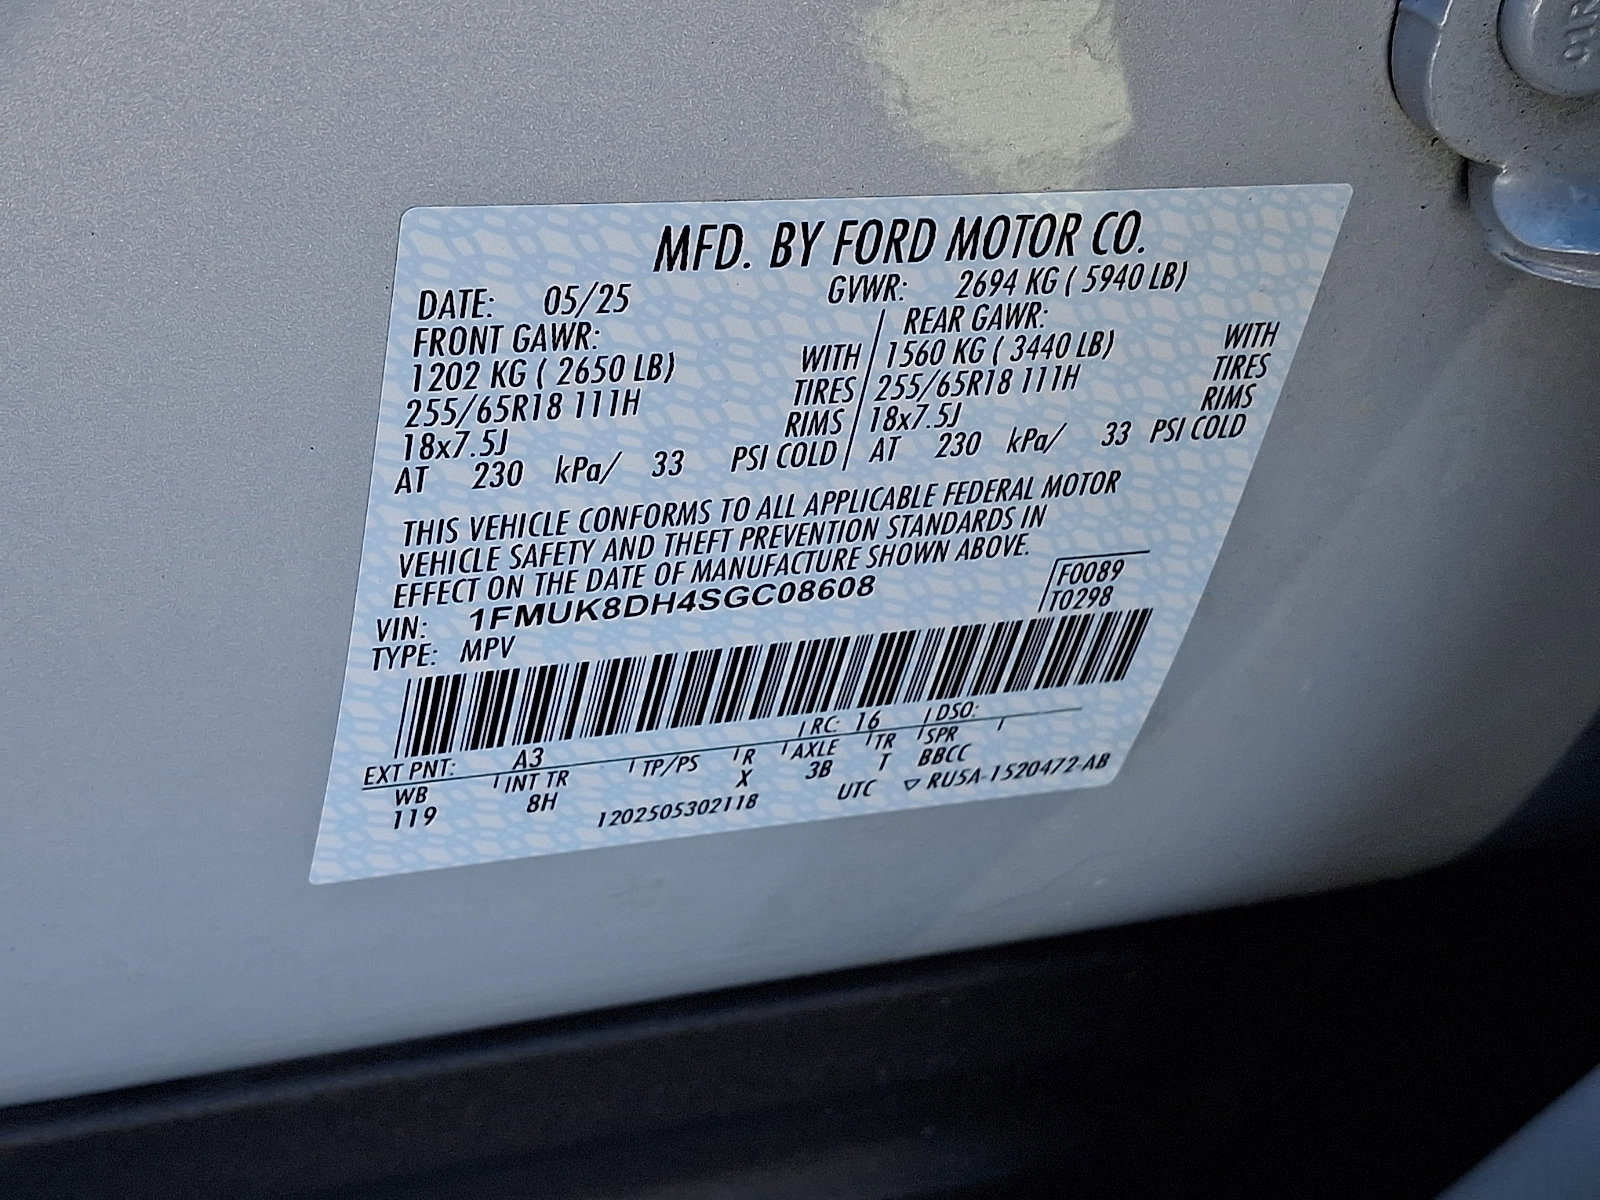 MFD. BY FORD MOTOR CO.
DATE: 05/25 GVWR: 2694 KG ( 5940 LB)
FRONT GAWR: REAR GAWR:
1202 KG ( 2650 LB) WITH 1560 KG ( 3440 LB) WITH
255/65R18 111H TIRES 255/65R18 111H TIRES
18x7.5J RIMS 18x7.5J RIMS
AT 230 kPa/ 33 PSI COLD AT 230 kPa/ 33 PSI COLD
THIS VEHICLE CONFORMS TO ALL APPLICABLE FEDERAL MOTOR
VEHICLE SAFETY AND THEFT PREVENTION STANDARDS IN
EFFECT ON THE DATE OF MANUFACTURE SHOWN ABOVE.
F0089
VIN: 1FMUK8DH4SGC08608 T0298
TYPE: MPV
EXT PNT: A3 RC: 16 DSO:
WB INT TR TP/PS R AXLE TR SPR
119 8H X 3B T BBCC
1202505302118 UTC ▽ RU5A-1520472-AB